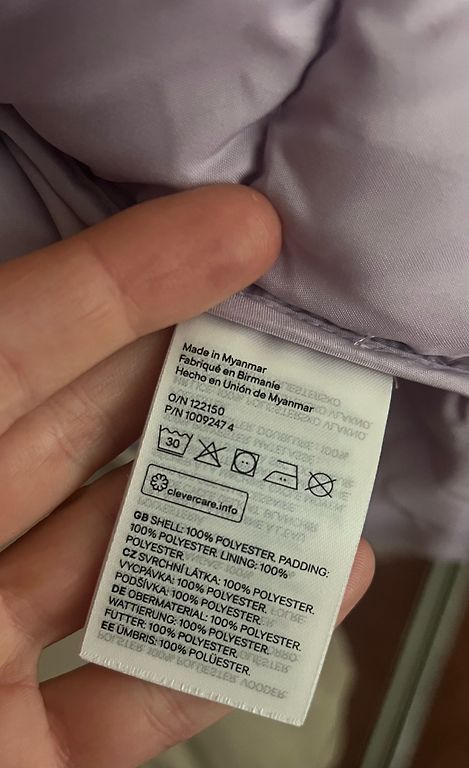 Made in Myanmar
Fabriqué en Birmanie
Hecho en Unión de Myanmar
O/N 122150
P/N 1009247 4
30
clevercare.info
GB SHELL: 100% POLYESTER. PADDING:
100% POLYESTER. LINING: 100%
POLYESTER.
CZ SVRCHNÍ LÁTKA: 100% POLYESTER.
VYCPÁVKA: 100% POLYESTER.
PODŠÍVKA: 100% POLYESTER.
DE OBERMATERIAL: 100% POLYESTER.
WATTIERUNG: 100% POLYESTER.
FUTTER: 100% POLYESTER.
EE ÜMBRIS: 100% POLÜESTER.